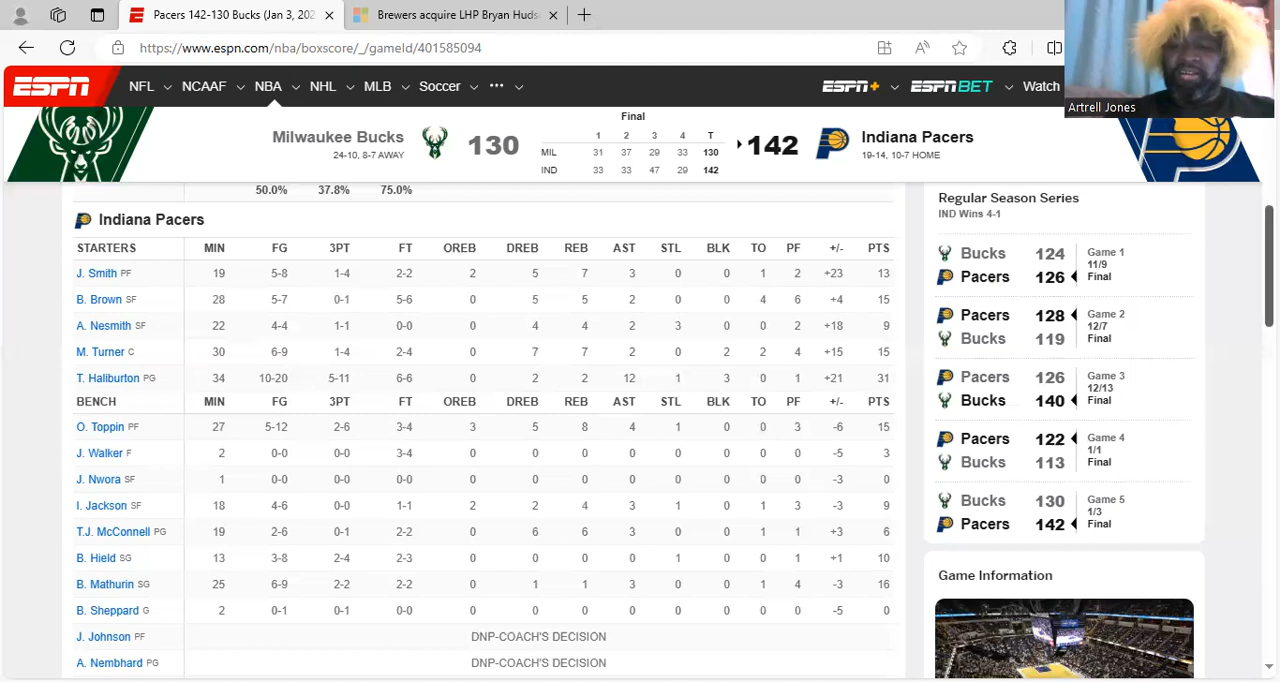 Pacers 142-130 Bucks (Jan 3, 202
Brewers acquire LHP Bryan Huds
https://www.espn.com/nba/boxscore/_/gameId/401585094
ESPN NFL NCAAF NBA NHL MLB Soccer ••• ESPN+ ESPN BET Watch
Artrell Jones
Final
Milwaukee Bucks 130 1 2 3 4 T 142 Indiana Pacers
24-10, 8-7 AWAY MIL 31 37 29 33 130 19-14, 10-7 HOME
IND 33 33 47 29 142
50.0% 37.8% 75.0%
Indiana Pacers
STARTERS MIN FG 3PT FT OREB DREB REB AST STL BLK TO PF +/- PTS
J. Smith PF 19 5-8 1-4 2-2 2 5 7 3 0 0 1 2 +23 13
B. Brown SF 28 5-7 0-1 5-6 0 5 5 2 0 0 4 6 +4 15
A. Nesmith SF 22 4-4 1-1 0-0 0 4 4 2 3 0 0 2 +18 9
M. Turner C 30 6-9 1-4 2-4 0 7 7 2 0 2 2 4 +15 15
T. Haliburton PG 34 10-20 5-11 6-6 0 2 2 12 1 3 0 1 +21 31
BENCH MIN FG 3PT FT OREB DREB REB AST STL BLK TO PF +/- PTS
O. Toppin PF 27 5-12 2-6 3-4 3 5 8 4 1 0 0 3 -6 15
J. Walker F 2 0-0 0-0 3-4 0 0 0 0 0 0 0 0 -5 3
J. Nwora SF 1 0-0 0-0 0-0 0 0 0 0 0 0 0 0 -3 0
I. Jackson SF 18 4-6 0-0 1-1 2 2 4 3 1 0 1 3 -3 9
T.J. McConnell PG 19 2-6 0-1 2-2 0 6 6 3 0 0 1 1 +3 6
B. Hield SG 13 3-8 2-4 2-3 0 0 0 0 1 0 0 1 +1 10
B. Mathurin SG 25 6-9 2-2 2-2 0 1 1 3 0 0 1 4 -3 16
B. Sheppard G 2 0-1 0-1 0-0 0 0 0 0 0 0 0 0 -5 0
J. Johnson PF DNP-COACH'S DECISION
A. Nembhard PG DNP-COACH'S DECISION
Regular Season Series
IND Wins 4-1
Bucks 124 Game 1
11/9
Pacers 126 Final
Pacers 128 Game 2
12/7
Bucks 119 Final
Pacers 126 Game 3
12/13
Bucks 140 Final
Pacers 122 Game 4
1/1
Bucks 113 Final
Bucks 130 Game 5
1/3
Pacers 142 Final
Game Information